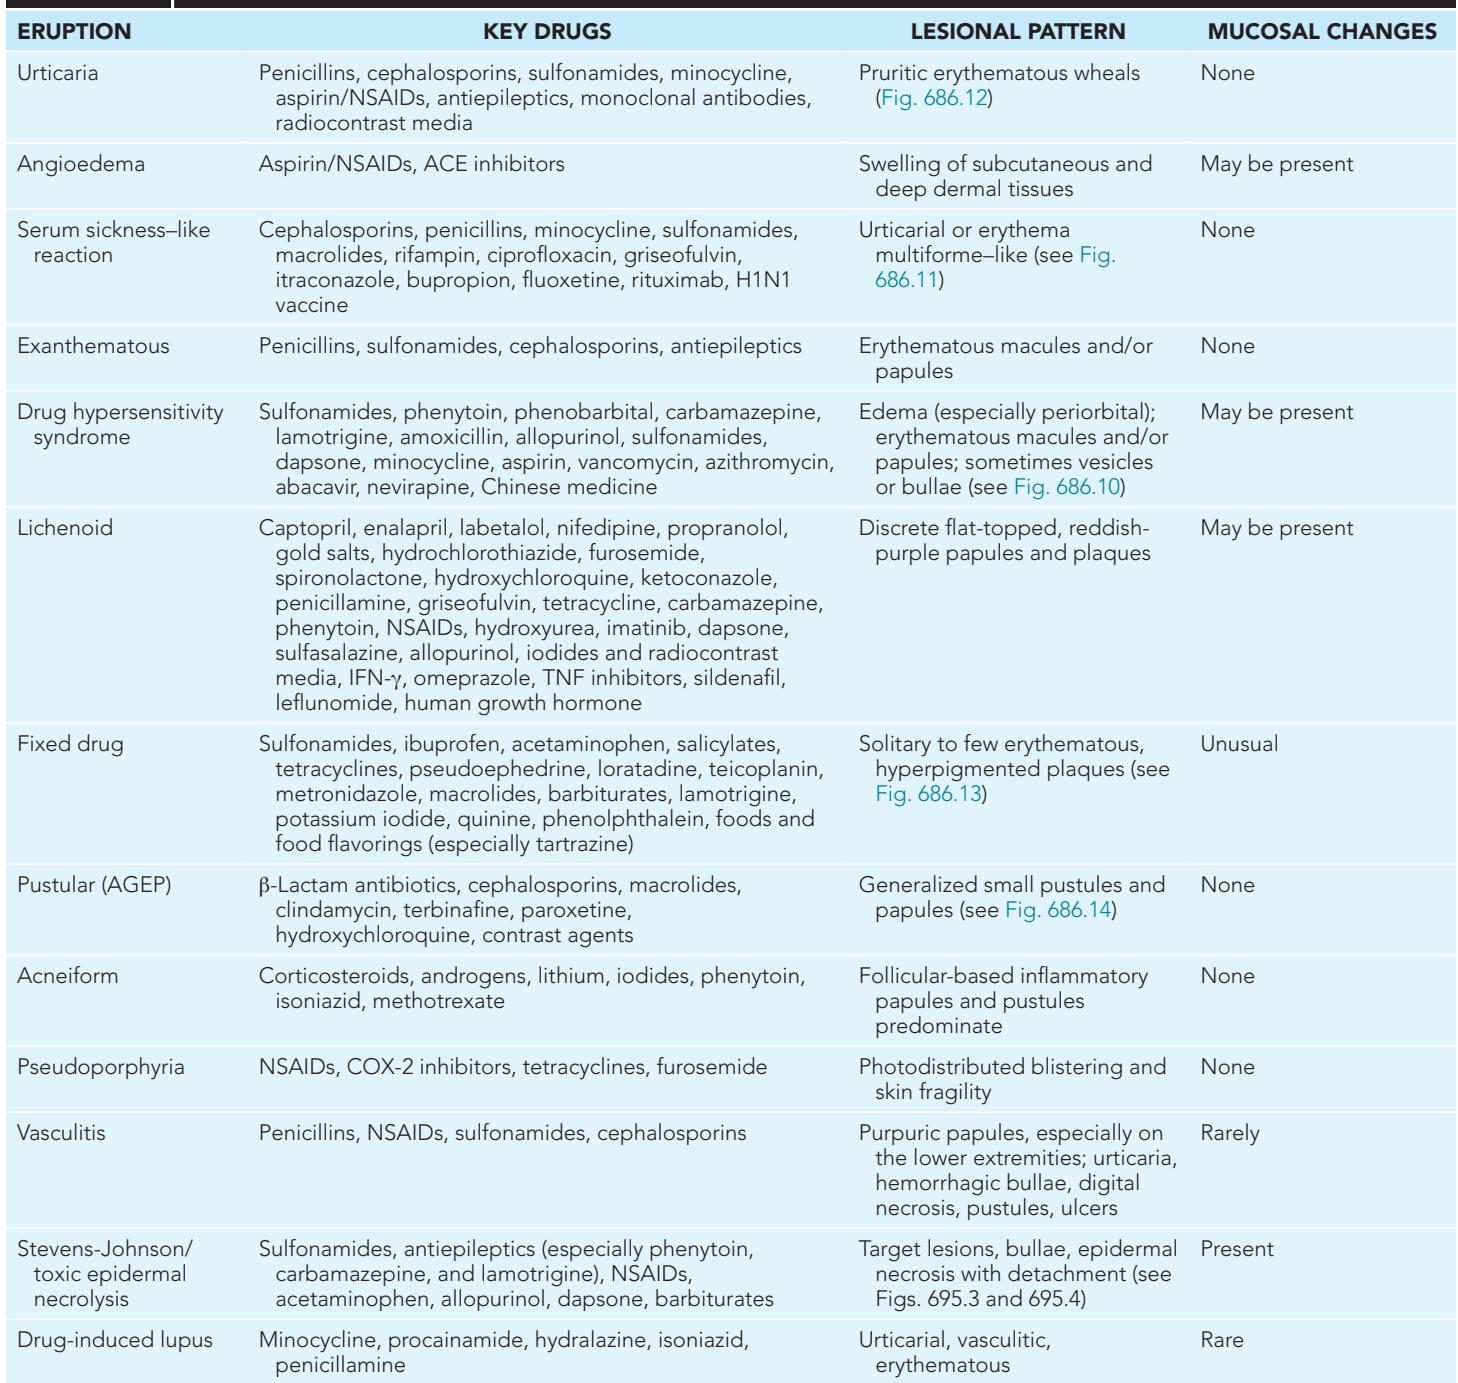 ERUPTION KEY DRUGS LESIONAL PATTERN MUCOSAL CHANGES
Urticaria Penicillins, cephalosporins, sulfonamides, minocycline, Pruritic erythematous wheals None
aspirin/NSAIDs, antiepileptics, monoclonal antibodies, (Fig. 686.12)
radiocontrast media
Angioedema Aspirin/NSAIDs, ACE inhibitors Swelling of subcutaneous and May be present
deep dermal tissues
Serum sickness–like Cephalosporins, penicillins, minocycline, sulfonamides, Urticarial or erythema None
reaction macrolides, rifampin, ciprofloxacin, griseofulvin, multiforme–like (see Fig.
itraconazole, bupropion, fluoxetine, rituximab, H1N1 686.11)
vaccine
Exanthematous Penicillins, sulfonamides, cephalosporins, antiepileptics Erythematous macules and/or None
papules
Drug hypersensitivity Sulfonamides, phenytoin, phenobarbital, carbamazepine, Edema (especially periorbital); May be present
syndrome lamotrigine, amoxicillin, allopurinol, sulfonamides, erythematous macules and/or
dapsone, minocycline, aspirin, vancomycin, azithromycin, papules; sometimes vesicles
abacavir, nevirapine, Chinese medicine or bullae (see Fig. 686.10)
Lichenoid Captopril, enalapril, labetalol, nifedipine, propranolol, Discrete flat-topped, reddish- May be present
gold salts, hydrochlorothiazide, furosemide, purple papules and plaques
spironolactone, hydroxychloroquine, ketoconazole,
penicillamine, griseofulvin, tetracycline, carbamazepine,
phenytoin, NSAIDs, hydroxyurea, imatinib, dapsone,
sulfasalazine, allopurinol, iodides and radiocontrast
media, IFN-γ, omeprazole, TNF inhibitors, sildenafil,
leflunomide, human growth hormone
Fixed drug Sulfonamides, ibuprofen, acetaminophen, salicylates, Solitary to few erythematous, Unusual
tetracyclines, pseudoephedrine, loratadine, teicoplanin, hyperpigmented plaques (see
metronidazole, macrolides, barbiturates, lamotrigine, Fig. 686.13)
potassium iodide, quinine, phenolphthalein, foods and
food flavorings (especially tartrazine)
Pustular (AGEP) β-Lactam antibiotics, cephalosporins, macrolides, Generalized small pustules and None
clindamycin, terbinafine, paroxetine, papules (see Fig. 686.14)
hydroxychloroquine, contrast agents
Acneiform Corticosteroids, androgens, lithium, iodides, phenytoin, Follicular-based inflammatory None
isoniazid, methotrexate papules and pustules
predominate
Pseudoporphyria NSAIDs, COX-2 inhibitors, tetracyclines, furosemide Photodistributed blistering and None
skin fragility
Vasculitis Penicillins, NSAIDs, sulfonamides, cephalosporins Purpuric papules, especially on Rarely
the lower extremities; urticaria,
hemorrhagic bullae, digital
necrosis, pustules, ulcers
Stevens-Johnson/ Sulfonamides, antiepileptics (especially phenytoin, Target lesions, bullae, epidermal Present
toxic epidermal carbamazepine, and lamotrigine), NSAIDs, necrosis with detachment (see
necrolysis acetaminophen, allopurinol, dapsone, barbiturates Figs. 695.3 and 695.4)
Drug-induced lupus Minocycline, procainamide, hydralazine, isoniazid, Urticarial, vasculitic, Rare
penicillamine erythematous